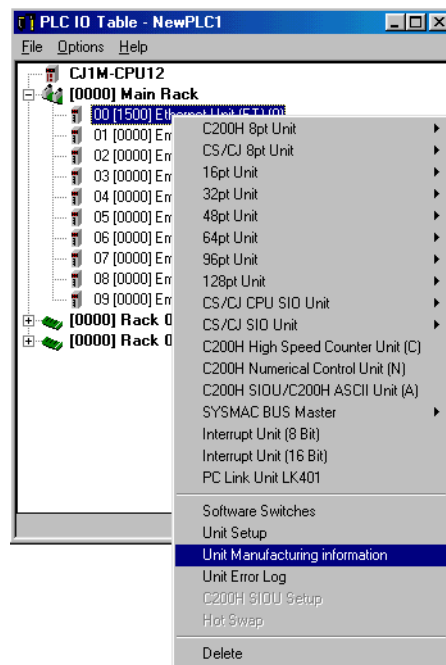 PLC IO Table - NewPLC1
File Options Help
CJ1M-CPU12
[0000] Main Rack
00 [1500] Ethernet Unit (ET) (0)
01 [0000] Em
02 [0000] Em
03 [0000] Em
04 [0000] Em
05 [0000] Em
06 [0000] Em
07 [0000] Em
08 [0000] Em
09 [0000] Em
[0000] Rack 0
[0000] Rack 0
C200H 8pt Unit
CS/CJ 8pt Unit
16pt Unit
32pt Unit
48pt Unit
64pt Unit
96pt Unit
128pt Unit
CS/CJ CPU SIO Unit
CS/CJ SIO Unit
C200H High Speed Counter Unit (C)
C200H Numerical Control Unit (N)
C200H SIOU/C200H ASCII Unit (A)
SYSMAC BUS Master
Interrupt Unit (8 Bit)
Interrupt Unit (16 Bit)
PC Link Unit LK401
Software Switches
Unit Setup
Unit Manufacturing information
Unit Error Log
C200H SIOU Setup
Hot Swap
Delete